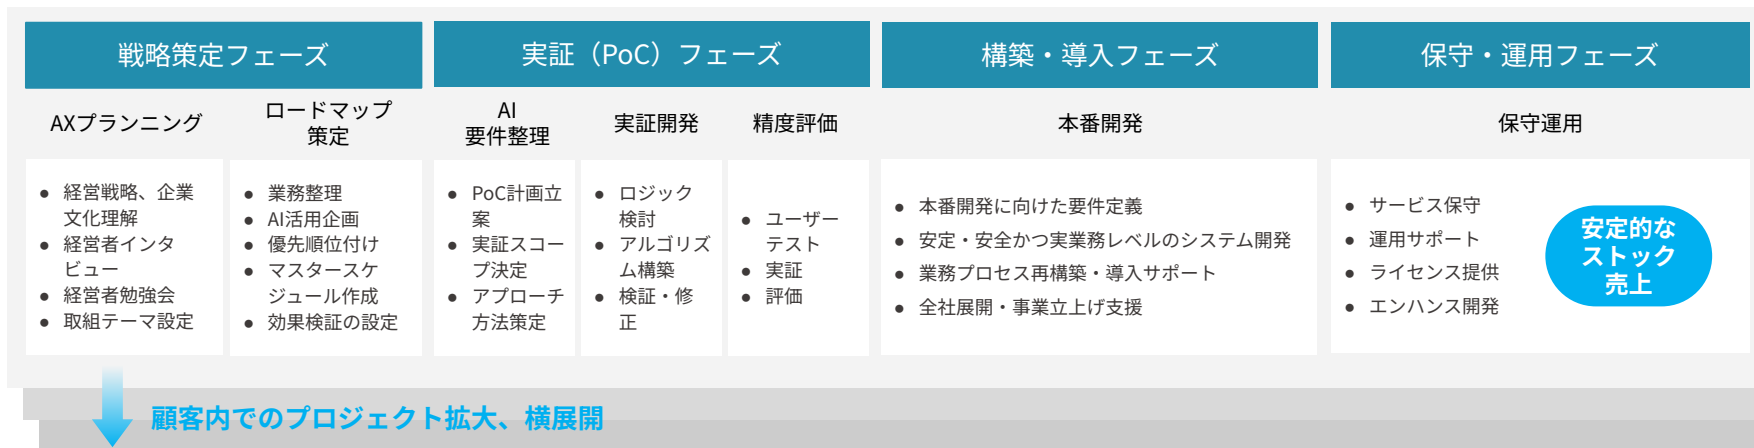 戦略策定フェーズ
実証（PoC）フェーズ
構築・導入フェーズ
保守・運用フェーズ
AXプランニング
ロードマップ
策定
AI
要件整理
実証開発
精度評価
本番開発
保守運用
● 経営戦略、企業
文化理解
● 経営者インタ
ビュー
● 経営者勉強会
● 取組テーマ設定
● 業務整理
● AI活用企画
● 優先順位付け
● マスタースケ
ジュール作成
● 効果検証の設定
● PoC計画立
案
● 実証スコー
プ決定
● アプローチ
方法策定
● ロジック
検討
● アルゴリズ
ム構築
● 検証・修
正
● ユーザー
テスト
● 実証
● 評価
● 本番開発に向けた要件定義
● 安定・安全かつ実業務レベルのシステム開発
● 業務プロセス再構築・導入サポート
● 全社展開・事業立上げ支援
● サービス保守
● 運用サポート
● ライセンス提供
● エンハンス開発
安定的な
ストック
売上
顧客内でのプロジェクト拡大、横展開